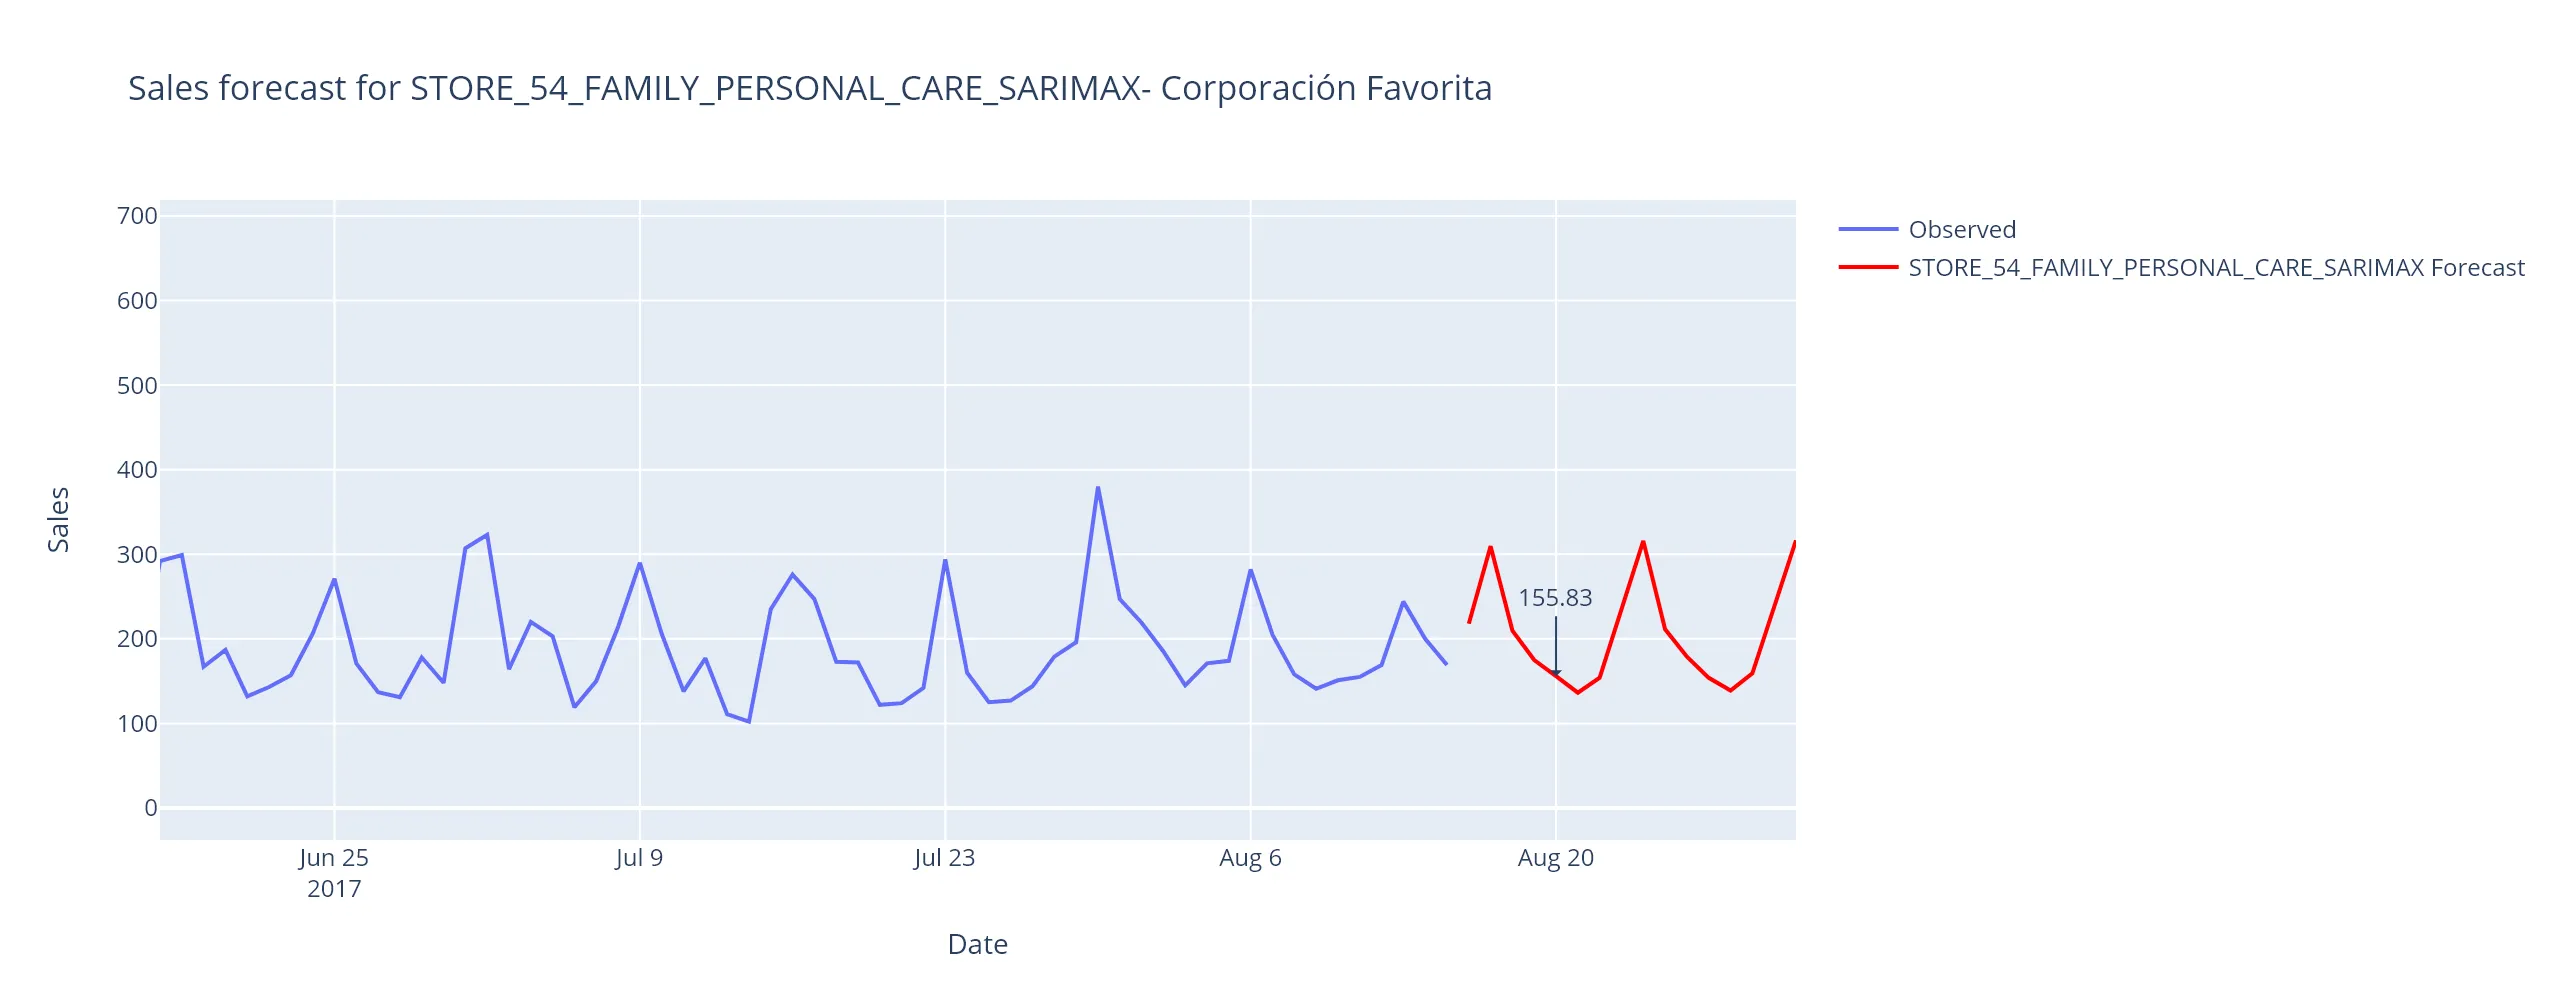 Sales forecast for STORE_54_FAMILY_PERSONAL_CARE_SARIMAX- Corporación Favorita
Observed
STORE_54_FAMILY_PERSONAL_CARE_SARIMAX Forecast
Sales
700
600
500
400
300
200
100
0
155.83
Jun 25
2017
Jul 9
Jul 23
Aug 6
Aug 20
Date